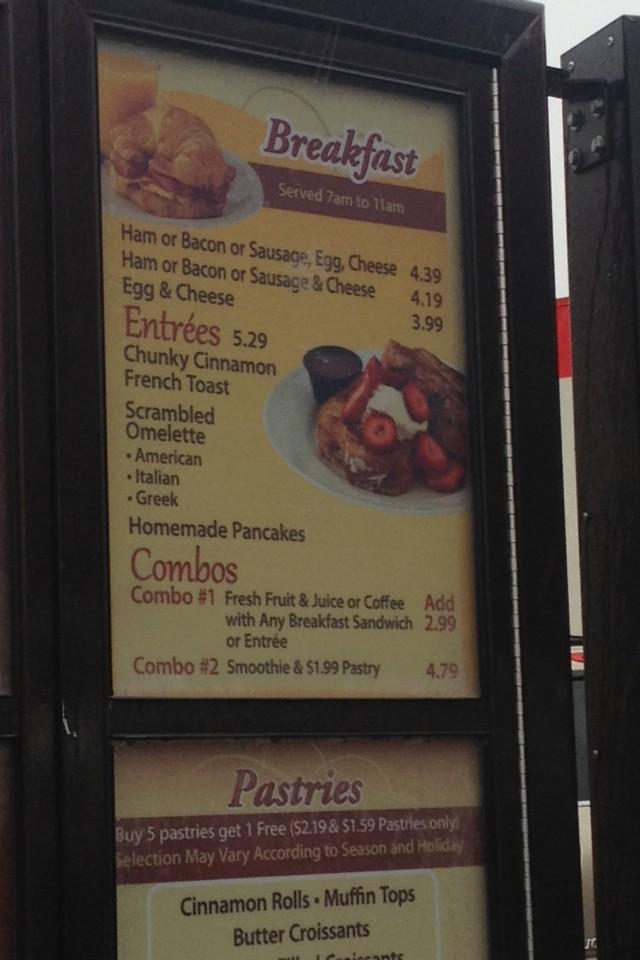 Breakfast
Served 7am to 11am
Ham or Bacon or Sausage, Egg, Cheese 4.39
Ham or Bacon or Sausage & Cheese 4.19
Egg & Cheese 3.99
Entrées 5.29
Chunky Cinnamon
French Toast
Scrambled
Omelette
• American
• Italian
• Greek
Homemade Pancakes
Combos
Combo #1 Fresh Fruit & Juice or Coffee Add
with Any Breakfast Sandwich 2.99
or Entrée
Combo #2 Smoothie & $1.99 Pastry 4.79
Pastries
Buy 5 pastries get 1 Free ($2.19 & $1.59 Pastries only)
Selection May Vary According to Season and Holiday
Cinnamon Rolls • Muffin Tops
Butter Croissants
Filled Croissants